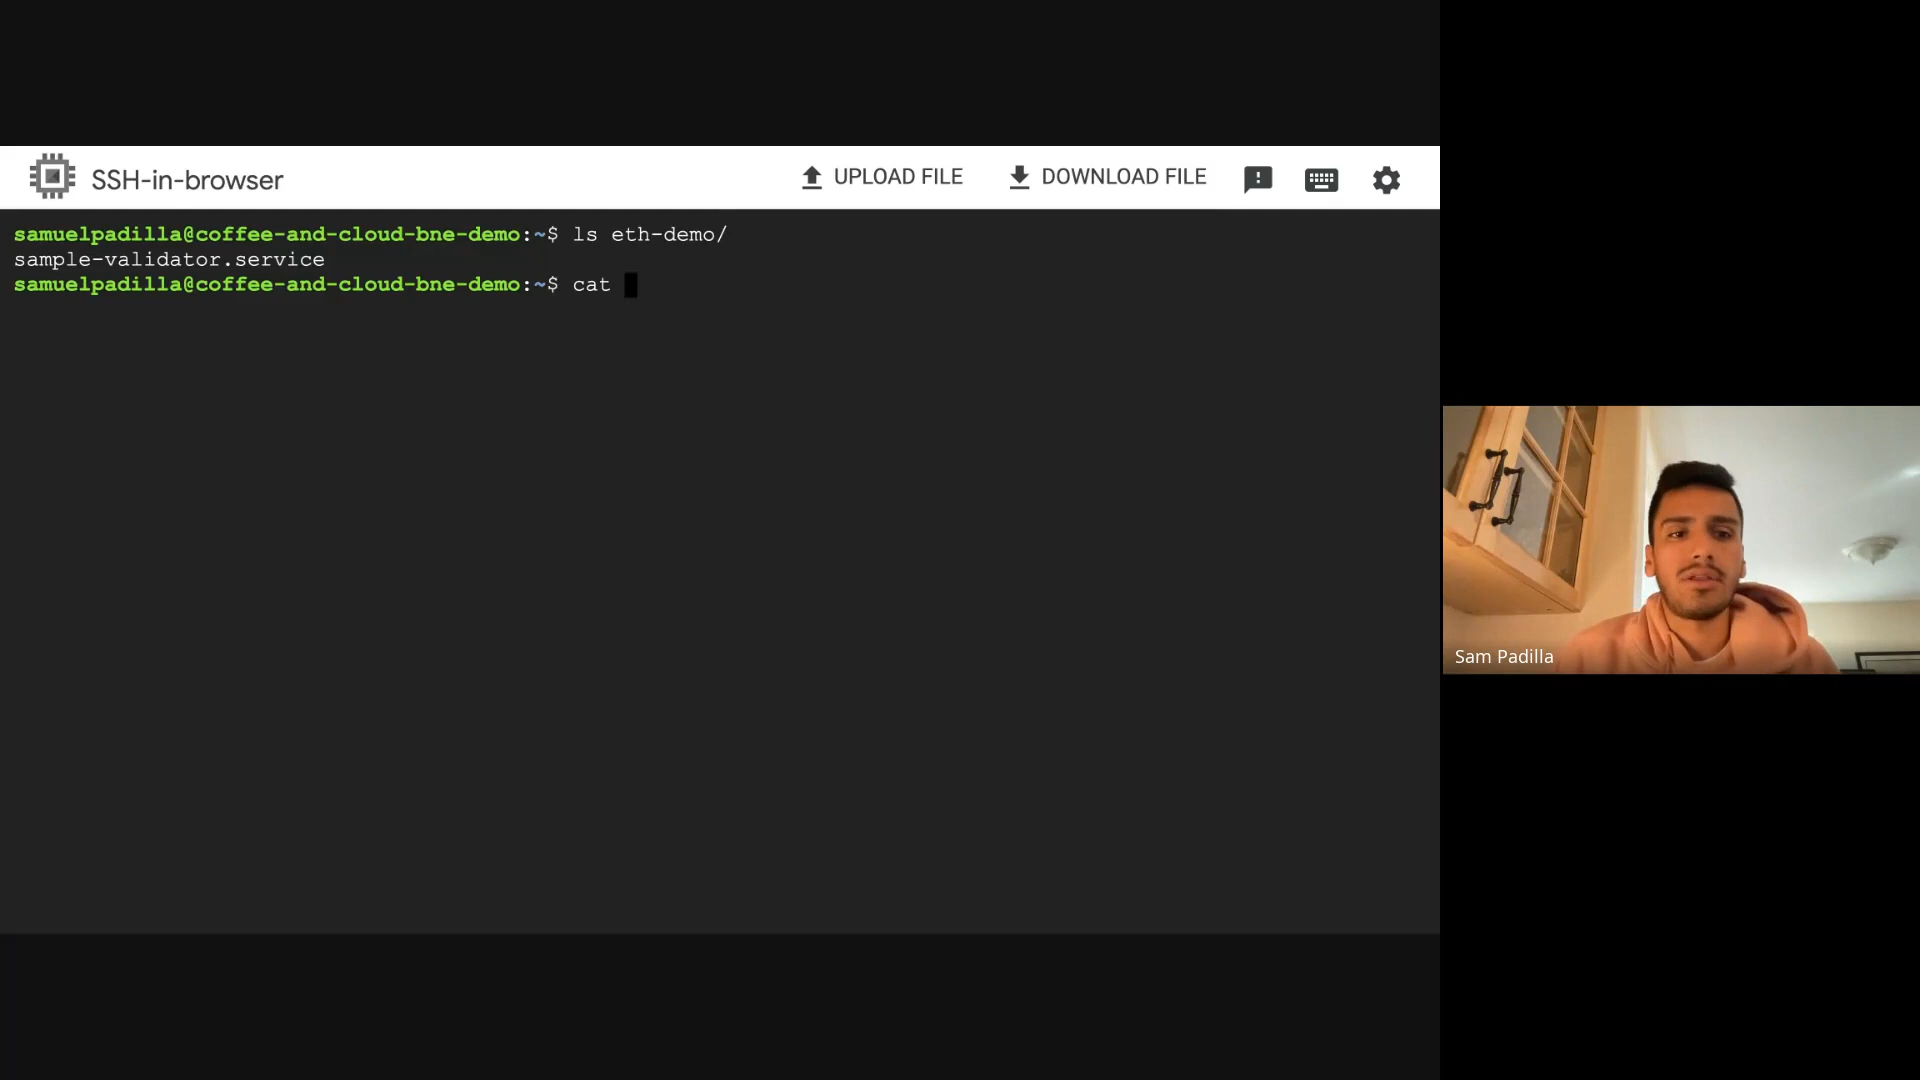 SSH-in-browser
UPLOAD FILE
DOWNLOAD FILE
samuelpadilla@coffee-and-cloud-bne-demo:~$ ls eth-demo/
sample-validator.service
samuelpadilla@coffee-and-cloud-bne-demo:~$ cat
Sam Padilla